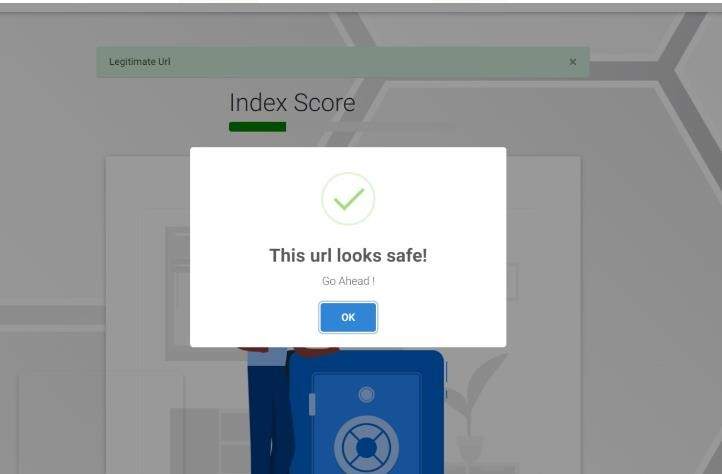 Legitimate Url ×
Index Score
This url looks safe!
Go Ahead !
OK